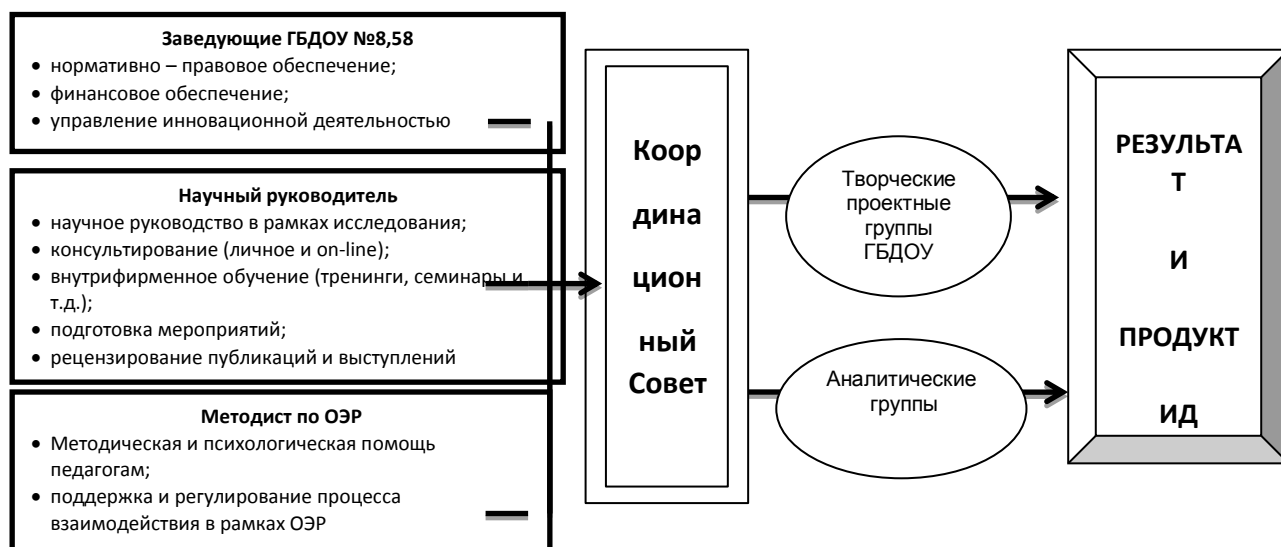 Заведующие ГБДОУ №8,58
• нормативно – правовое обеспечение;
• финансовое обеспечение;
• управление инновационной деятельностью
Научный руководитель
• научное руководство в рамках исследования;
• консультирование (личное и on-line);
• внутрифирменное обучение (тренинги, семинары и
т.д.);
• подготовка мероприятий;
• рецензирование публикаций и выступлений
Методист по ОЭР
• Методическая и психологическая помощь
педагогам;
• поддержка и регулирование процесса
взаимодействия в рамках ОЭР
Коор
дина
цион
ный
Совет
Творческие
проектные
группы
ГБДОУ
Аналитические
группы
РЕЗУЛЬТА
Т
И
ПРОДУКТ
ИД